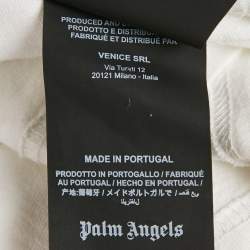 PRODUCED AND
PRODOTTO E DISTRIBUI
FABRIQUÉ ET DISTRIBUÉ PAR
VENICE SRL
Via Turati 12
20121 Milano - Italia
MADE IN PORTUGAL
PRODOTTO IN PORTOGALLO / FABRIQUÉ
AU PORTUGAL / HECHO EN PORTUGAL /
产地:葡萄牙 / メイドポルトガルで /
Palm Angels